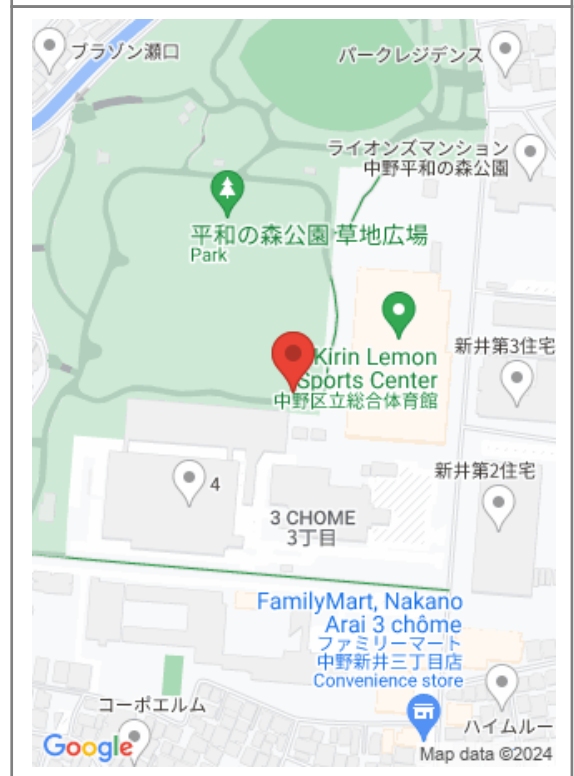 ブラゾン瀬口
パークレジデンス
ライオンズマンション
中野平和の森公園
平和の森公園 草地広場
Park
Kirin Lemon
Sports Center
中野区立総合体育館
新井第3住宅
新井第2住宅
4
3 CHOME
3丁目
FamilyMart, Nakano
Arai 3 chôme
ファミリーマート
中野新井三丁目店
Convenience store
コーポエルム
ハイムルー
Google
Map data ©2024